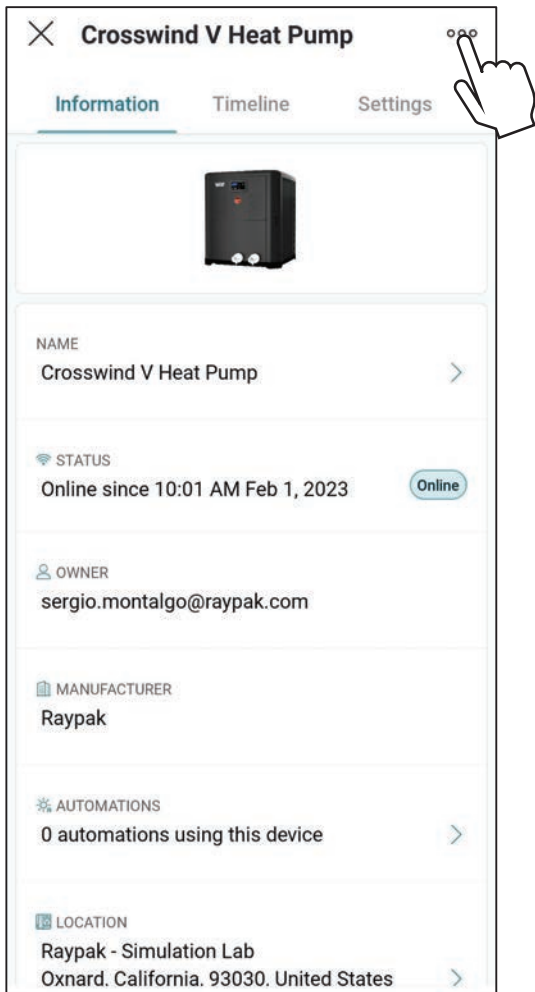 Crosswind V Heat Pump
Information Timeline Settings
NAME
Crosswind V Heat Pump
STATUS
Online since 10:01 AM Feb 1, 2023 Online
OWNER
sergio.montalgo@raypak.com
MANUFACTURER
Raypak
AUTOMATIONS
0 automations using this device
LOCATION
Raypak - Simulation Lab
Oxnard, California, 93030, United States